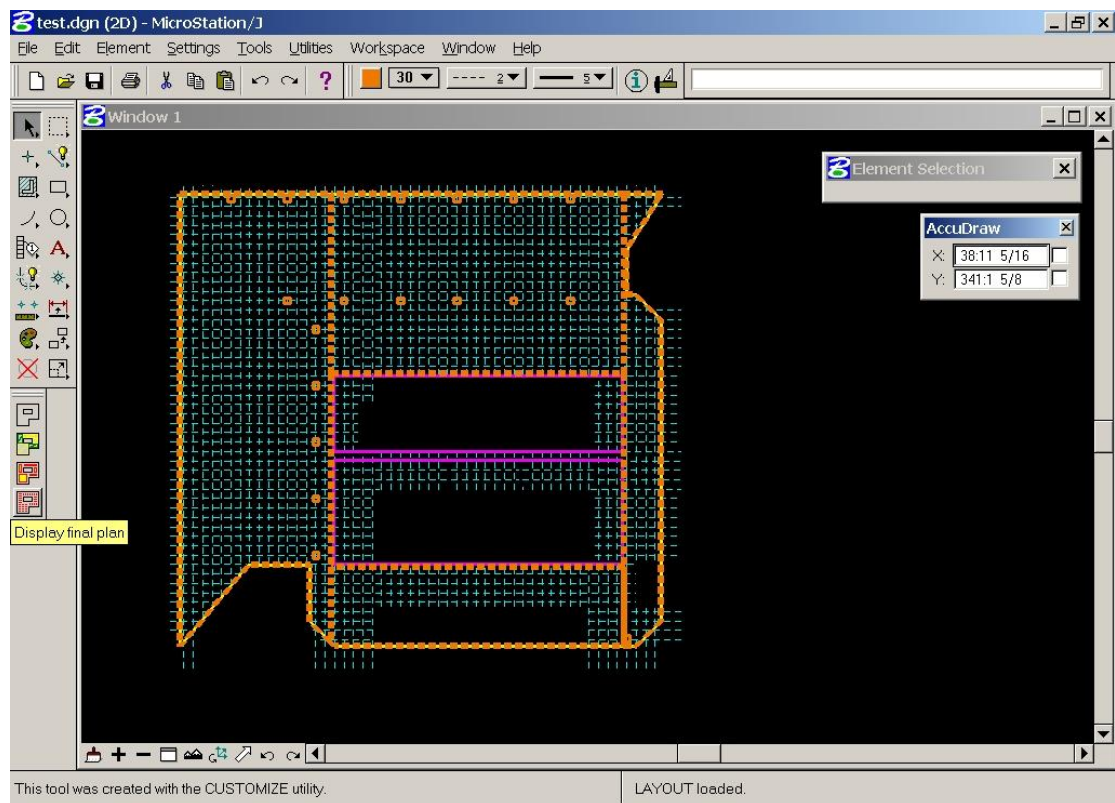 test.dgn (2D) - MicroStation/J
File Edit Element Settings Tools Utilities Workspace Window Help
30 2 5
Window 1
Element Selection
AccuDraw
X: 38:11 5/16
Y: 341:1 5/8
Display final plan
This tool was created with the CUSTOMIZE utility. LAYOUT loaded.